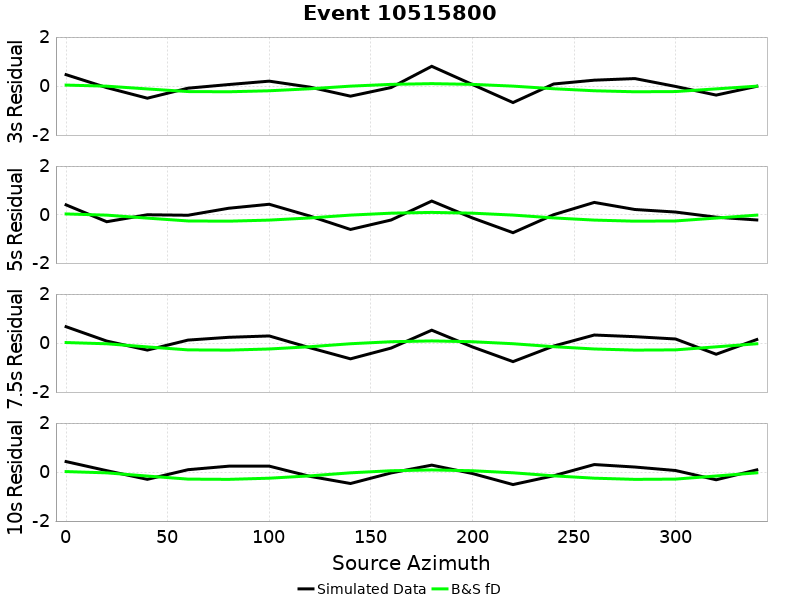 Event 10515800
2
0
-2
3s Residual
2
0
-2
5s Residual
2
0
-2
7.5s Residual
2
0
-2
10s Residual
0 50 100 150 200 250 300
Source Azimuth
Simulated Data B&S fD